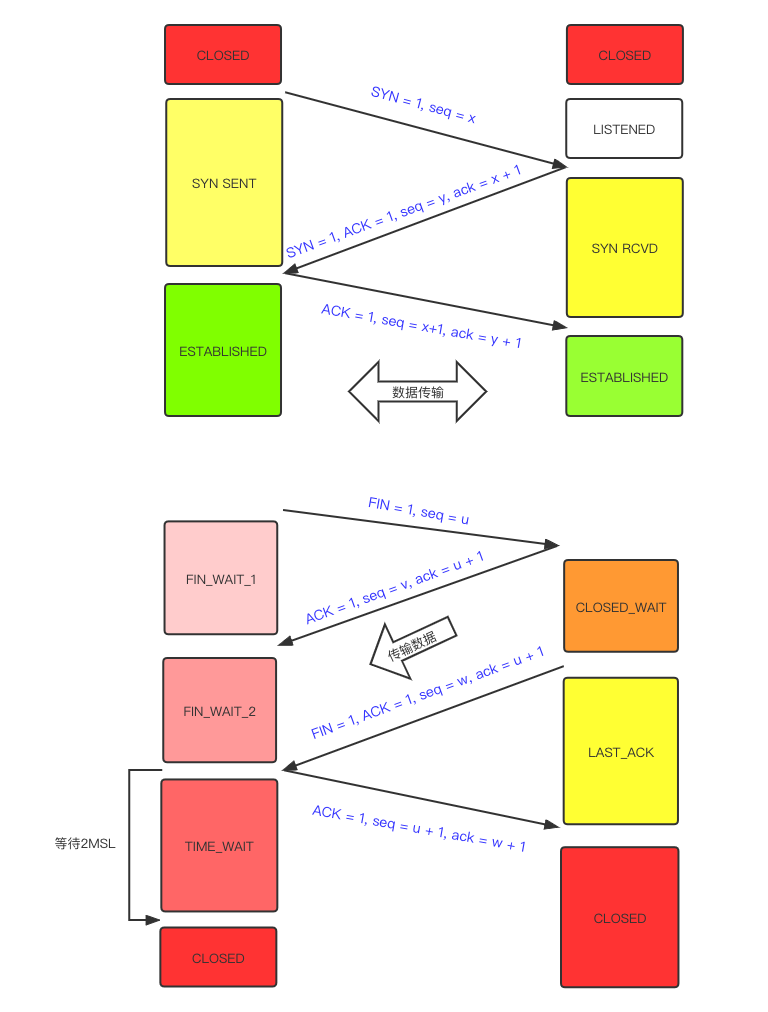 CLOSED
CLOSED
SYN = 1, seq = x
LISTENED
SYN SENT
SYN = 1, ACK = 1, seq = y, ack = x + 1
SYN RCVD
ACK = 1, seq = x+1, ack = y + 1
ESTABLISHED
ESTABLISHED
数据传输
FIN = 1, seq = u
FIN_WAIT_1
ACK = 1, seq = v, ack = u + 1
CLOSED_WAIT
传输数据
FIN = 1, ACK = 1, seq = w, ack = u + 1
FIN_WAIT_2
LAST_ACK
ACK = 1, seq = u + 1, ack = w + 1
等待2MSL
TIME_WAIT
CLOSED
CLOSED